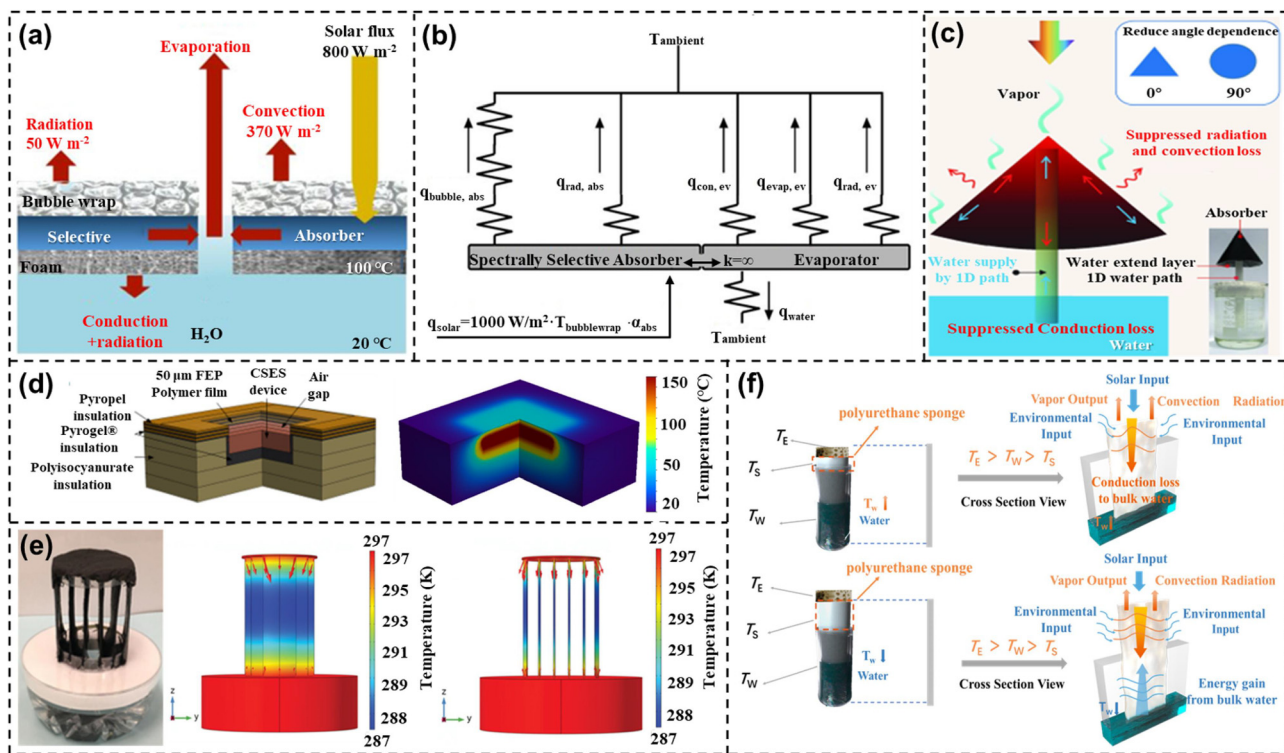 (a)
Evaporation
Solar flux
800 W m-2
Convection
370 W m-2
Radiation
50 W m-2
Bubble wrap
Selective
Absorber
Foam
100 °C
Conduction
+radiation
H2O
20 °C
(b)
Tambient
qbubble, abs
qrad, abs
qcon, ev
qevap, ev
qrad, ev
Spectrally Selective Absorber
k=∞
Evaporator
qsolar=1000 W/m²·Tbubblewrap ·αabs
qwater
Tambient
(c)
Reduce angle dependence
0°
90°
Vapor
Suppressed radiation
and convection loss
Absorber
Water supply
by 1D path
Water extend layer
1D water path
Suppressed Conduction loss
Water
(d)
50 μm FEP
Polymer film
CSES
device
Air
gap
Pyropel
insulation
Pyrogel®
insulation
Polyisocyanurate
insulation
150
100
50
20
Temperature (°C)
(e)
297
297
295
293
291
289
288
287
Temperature (K)
z
y
297
297
295
293
291
289
288
287
Temperature (K)
z
y
(f)
polyurethane sponge
TE
TS
TW
Tw
Water
TE > TW > TS
Cross Section View
Solar Input
Vapor Output
Convection Radiation
Environmental
Input
Environmental
Input
Conduction loss
to bulk water
Tw
polyurethane sponge
TE
TS
TW
Tw
Water
TE > TW > TS
Cross Section View
Solar Input
Vapor Output
Convection Radiation
Environmental
Input
Environmental
Input
Energy gain
from bulk water
Tw